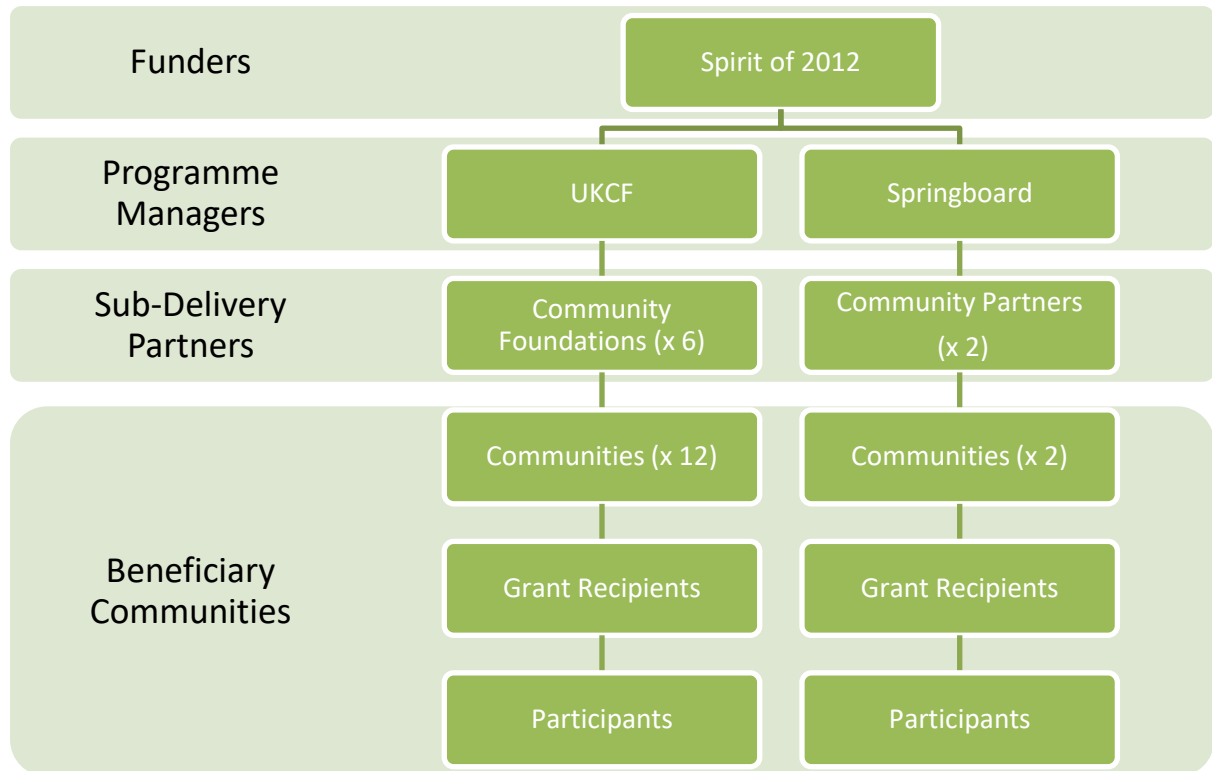 Funders
Spirit of 2012
Programme
Managers
UKCF
Springboard
Sub-Delivery
Partners
Community
Foundations (x 6)
Community Partners
(x 2)
Communities (x 12)
Communities (x 2)
Beneficiary
Communities
Grant Recipients
Grant Recipients
Participants
Participants